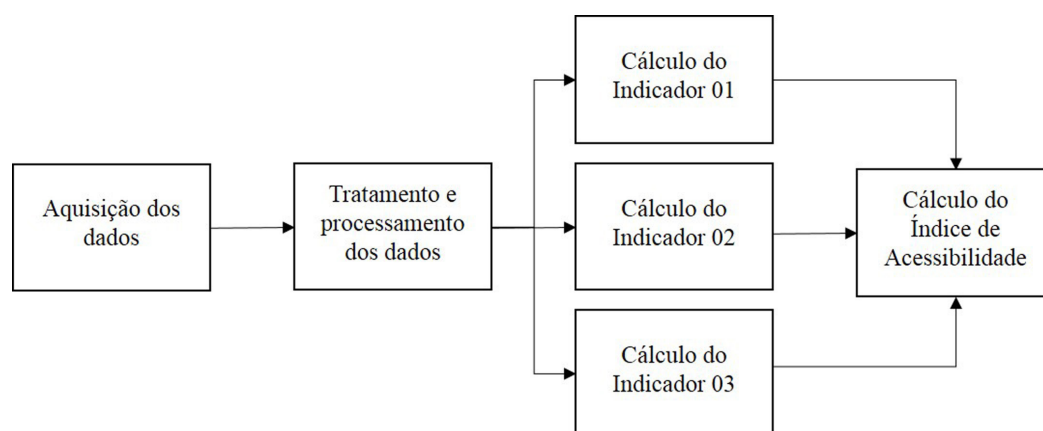 Aquisição dos
dados
Tratamento e
processamento
dos dados
Cálculo do
Indicador 01
Cálculo do
Indicador 02
Cálculo do
Indicador 03
Cálculo do
Índice de
Acessibilidade